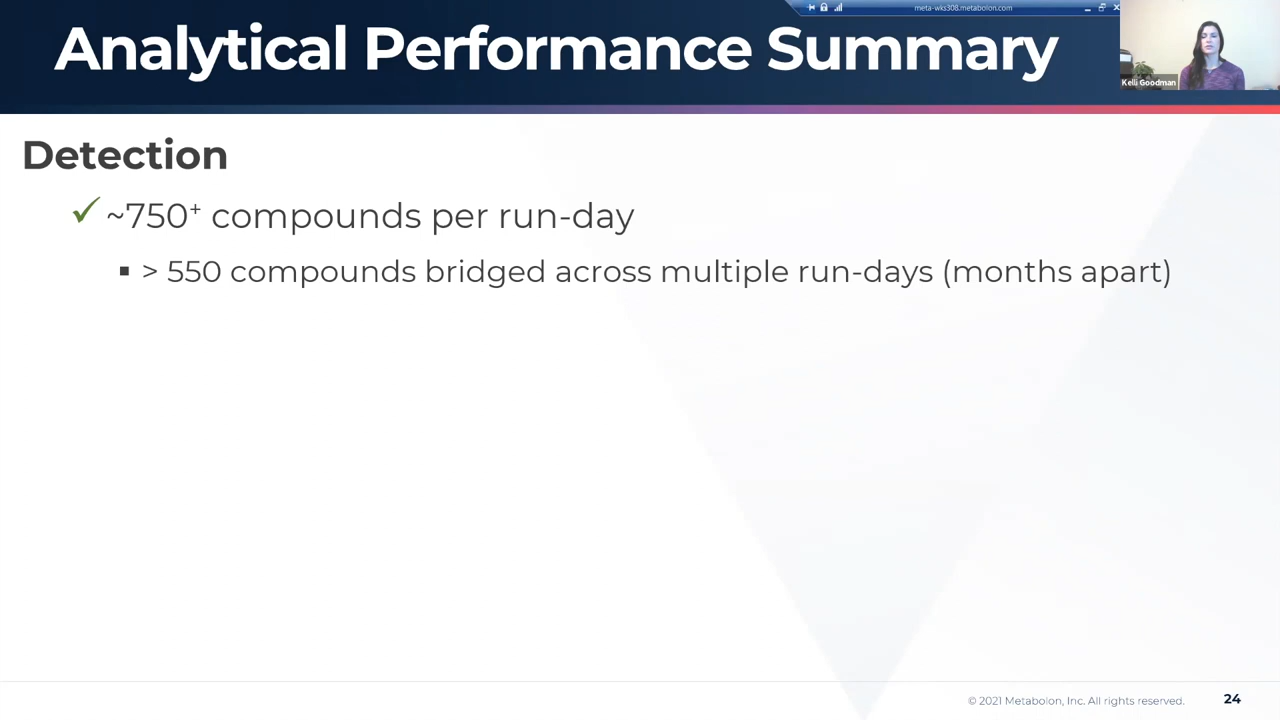 meta-wks308.metabolon.com
Analytical Performance Summary
Kelli Goodman
Detection
✓ ~750⁺ compounds per run-day
▪ > 550 compounds bridged across multiple run-days (months apart)
© 2021 Metabolon, Inc. All rights reserved.
24